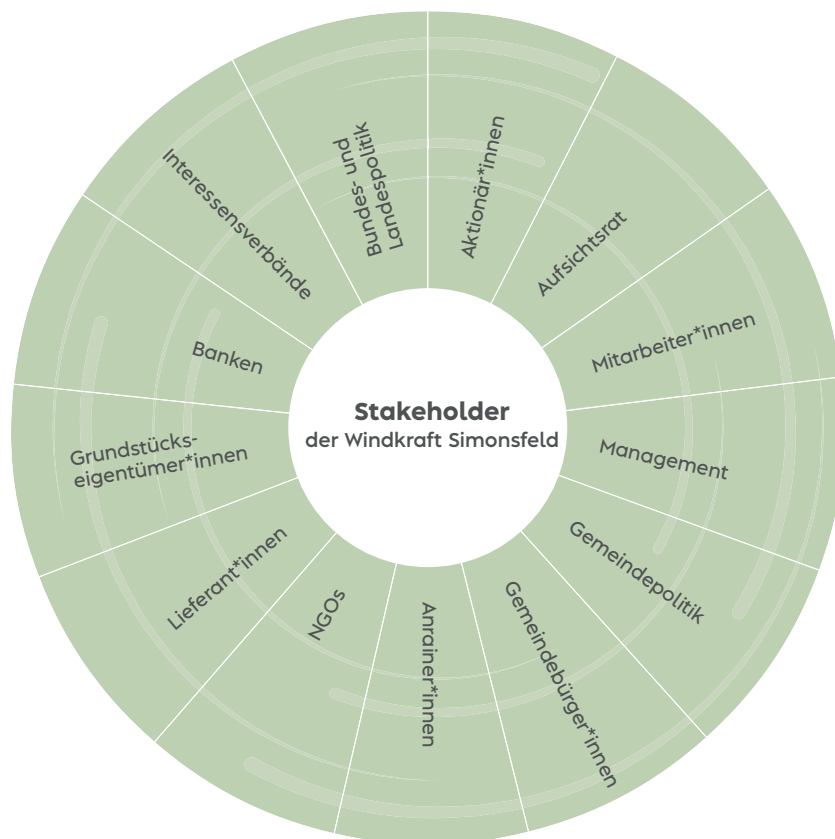 Stakeholder
der Windkraft Simonsfeld
Aktionär*innen
Aufsichtsrat
Mitarbeiter*innen
Management
Gemeindepolitik
Gemeindebürger*innen
Anrainer*innen
NGOs
Lieferant*innen
Grundstücks-
eigentümer*innen
Banken
Interessensverbände
Bundes- und
Landespolitik